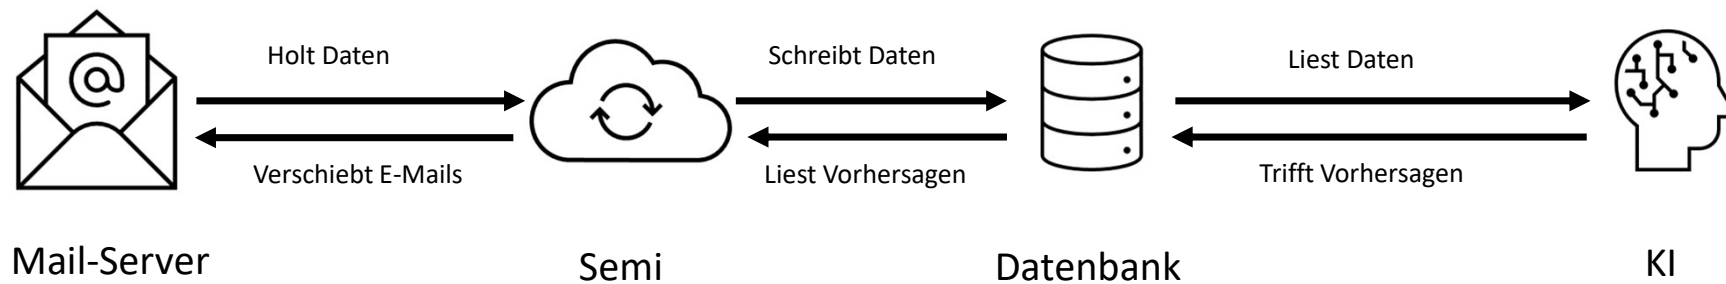 Holt Daten
Schreibt Daten
Liest Daten
Verschiebt E-Mails
Liest Vorhersagen
Trifft Vorhersagen
Mail-Server
Semi
Datenbank
KI